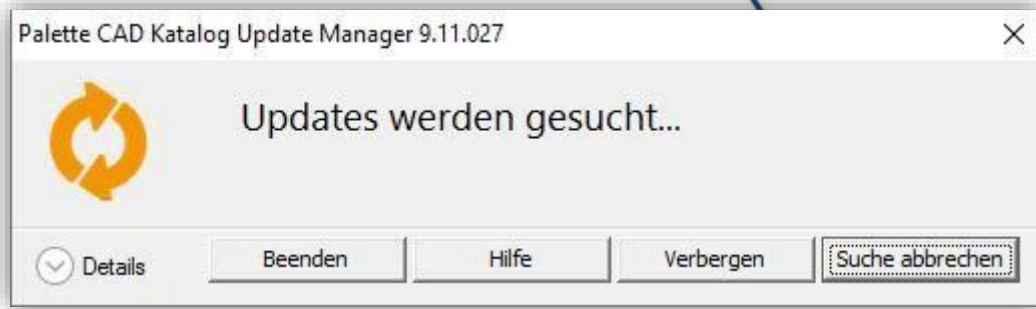 Palette CAD Katalog Update Manager 9.11.027
Updates werden gesucht...
Details
Beenden
Hilfe
Verbergen
Suche abbrechen